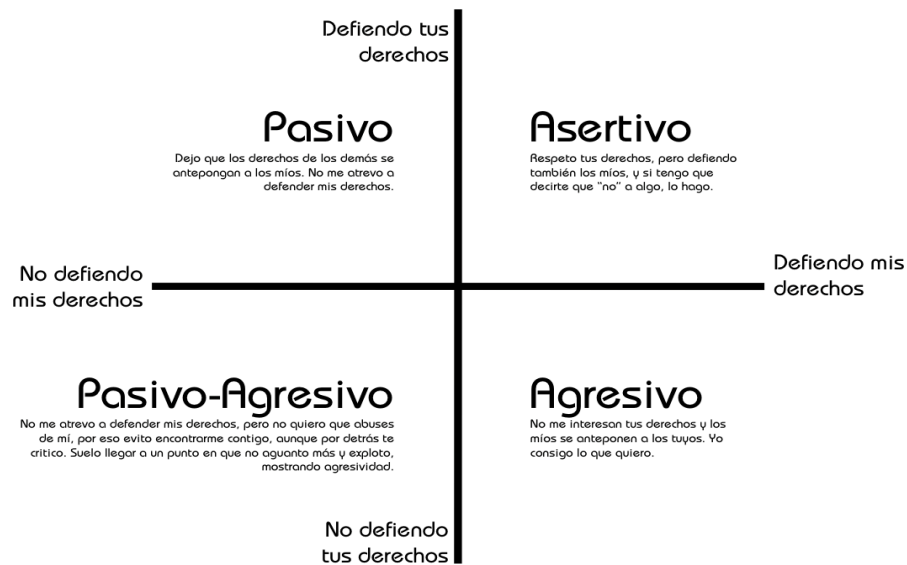 Defiendo tus
derechos
Pasivo
Dejo que los derechos de los demás se
antepongan a los míos. No me atrevo a
defender mis derechos.
Asertivo
Respeto tus derechos, pero defiendo
también los míos, y si tengo que
decirte que "no" a algo, lo hago.
No defiendo
mis derechos
Defiendo mis
derechos
Pasivo-Agresivo
No me atrevo a defender mis derechos, pero no quiero que abuses
de mí, por eso evito encontrarme contigo, aunque por detrás te
critico. Suelo llegar a un punto en que no aguanto más y exploto,
mostrando agresividad.
Agresivo
No me interesan tus derechos y los
míos se anteponen a los tuyos. Yo
consigo lo que quiero.
No defiendo
tus derechos